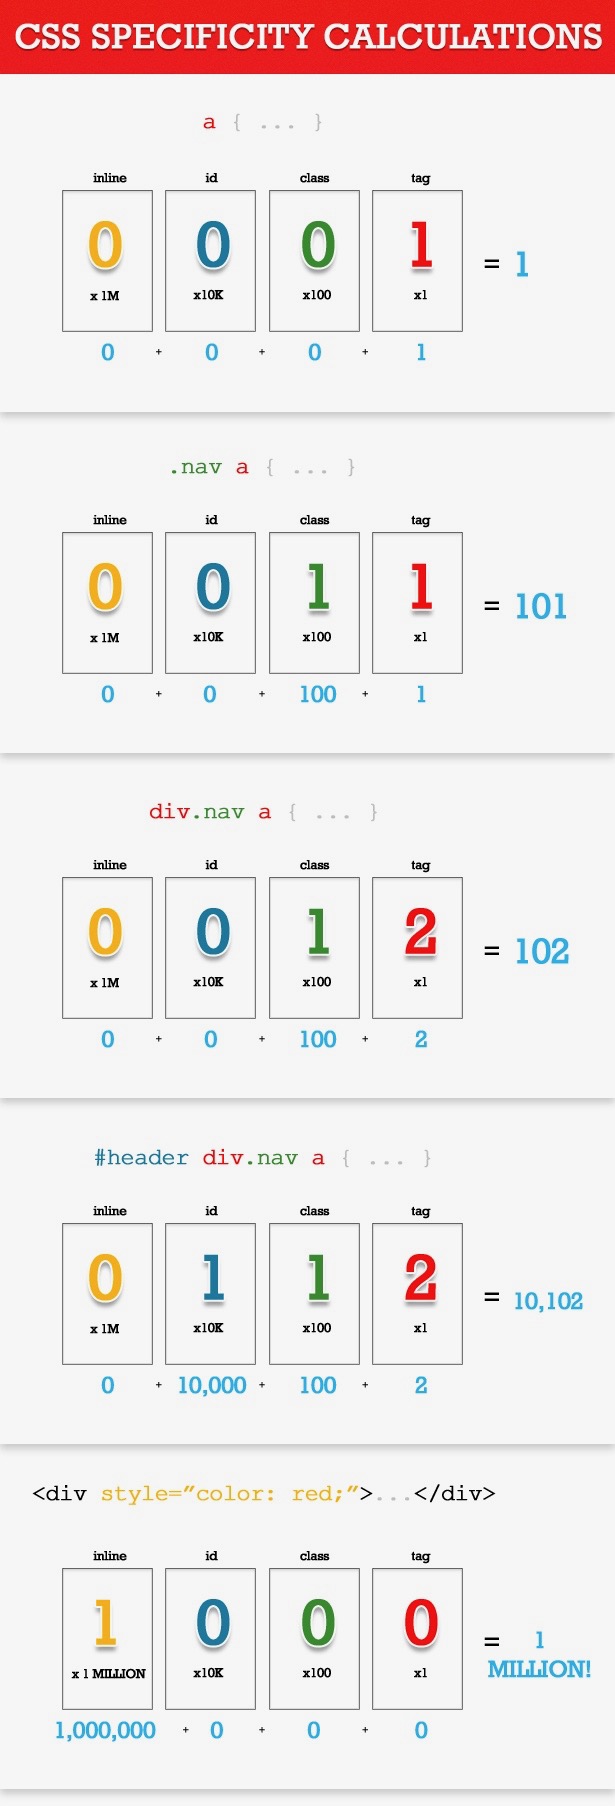 CSS SPECIFICITY CALCULATIONS
a { ... }
inline id class tag
0 0 0 1
x 1M x10K x100 x1
= 1
0 + 0 + 0 + 1
.nav a { ... }
inline id class tag
0 0 1 1
x 1M x10K x100 x1
= 101
0 + 0 + 100 + 1
div.nav a { ... }
inline id class tag
0 0 1 2
x 1M x10K x100 x1
= 102
0 + 0 + 100 + 2
#header div.nav a { ... }
inline id class tag
0 1 1 2
x 1M x10K x100 x1
= 10,102
0 + 10,000 + 100 + 2
<div style=”color: red;”>...</div>
inline id class tag
1 0 0 0
x 1 MILLION x10K x100 x1
= 1
MILLION!
1,000,000 + 0 + 0 + 0